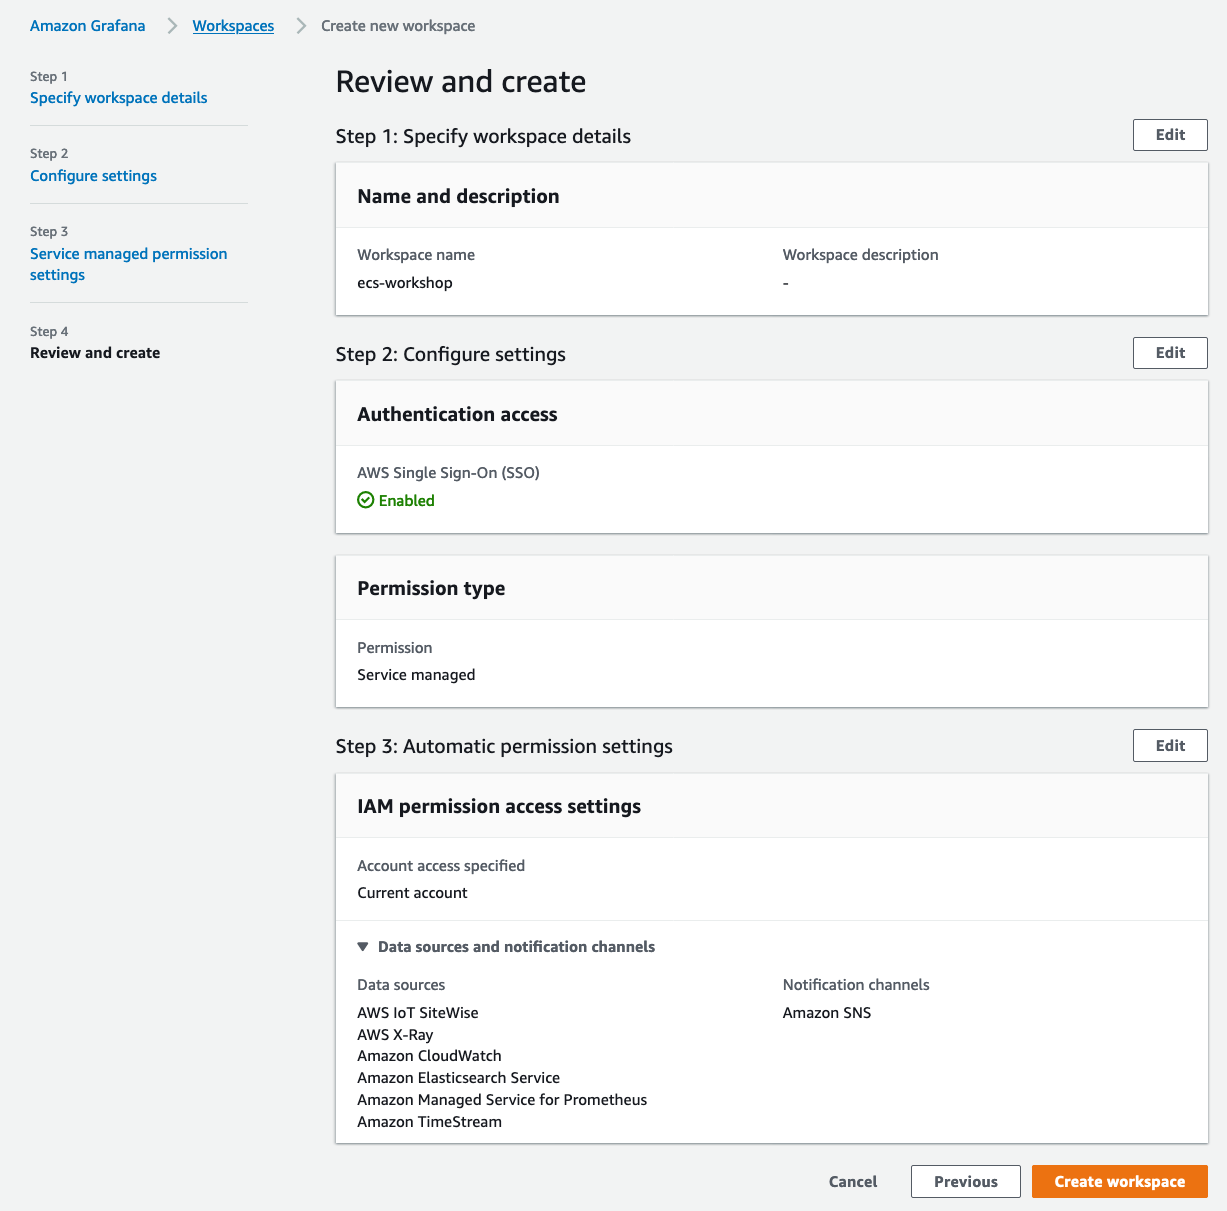 Amazon Grafana
Workspaces
Create new workspace
Step 1
Specify workspace details
Step 2
Configure settings
Step 3
Service managed permission
settings
Step 4
Review and create
Review and create
Step 1: Specify workspace details
Edit
Name and description
Workspace name
Workspace description
ecs-workshop
-
Step 2: Configure settings
Edit
Authentication access
AWS Single Sign-On (SSO)
Enabled
Permission type
Permission
Service managed
Step 3: Automatic permission settings
Edit
IAM permission access settings
Account access specified
Current account
Data sources and notification channels
Data sources
Notification channels
AWS IoT SiteWise
Amazon SNS
AWS X-Ray
Amazon CloudWatch
Amazon Elasticsearch Service
Amazon Managed Service for Prometheus
Amazon TimeStream
Cancel
Previous
Create workspace